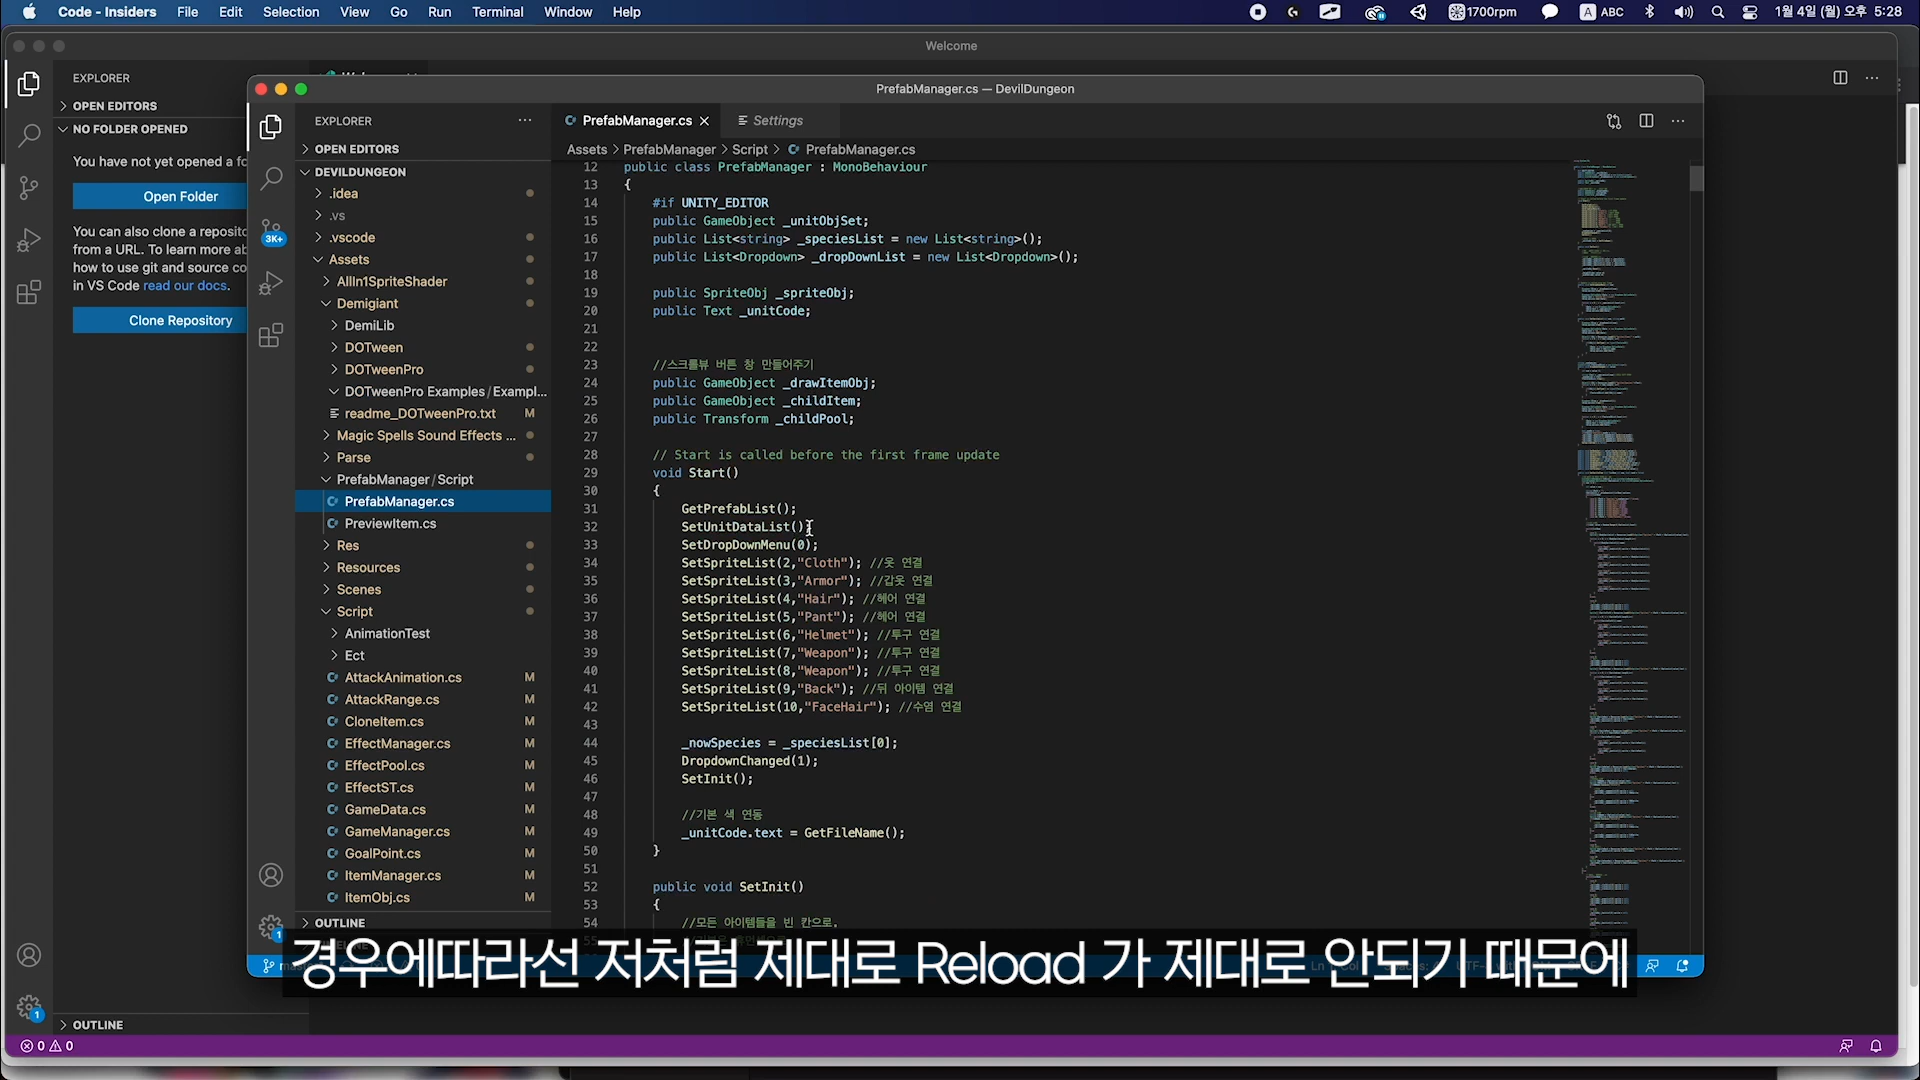 Code - Insiders File Edit Selection View Go Run Terminal Window Help
1700rpm A ABC 1월 4일 (월) 오후 5:28
Welcome
EXPLORER
OPEN EDITORS
NO FOLDER OPENED
You have not yet opened a fo
Open Folder
You can also clone a reposito
from a URL. To learn more ab
how to use git and source co
in VS Code read our docs.
Clone Repository
OUTLINE
1
0 0
PrefabManager.cs — DevilDungeon
EXPLORER
OPEN EDITORS
DEVILDUNGEON
.idea
.vs
.vscode
Assets
AllIn1SpriteShader
Demigiant
DemiLib
DOTween
DOTweenPro
DOTweenPro Examples / Exampl...
readme_DOTweenPro.txt M
Magic Spells Sound Effects ...
Parse
PrefabManager / Script
PrefabManager.cs
PreviewItem.cs
Res
Resources
Scenes
Script
AnimationTest
Ect
AttackAnimation.cs M
AttackRange.cs M
CloneItem.cs M
EffectManager.cs M
EffectPool.cs M
EffectST.cs M
GameData.cs M
GameManager.cs M
GoalPoint.cs M
ItemManager.cs M
ItemObj.cs M
OUTLINE
3K+
1
PrefabManager.cs Settings
Assets > PrefabManager > Script > PrefabManager.cs
12 public class PrefabManager : MonoBehaviour
13 {
14 #if UNITY_EDITOR
15 public GameObject _unitObjSet;
16 public List<string> _speciesList = new List<string>();
17 public List<Dropdown> _dropDownList = new List<Dropdown>();
18
19 public SpriteObj _spriteObj;
20 public Text _unitCode;
21
22
23 //스크롤뷰 버튼 창 만들어주기
24 public GameObject _drawItemObj;
25 public GameObject _childItem;
26 public Transform _childPool;
27
28 // Start is called before the first frame update
29 void Start()
30 {
31 GetPrefabList();
32 SetUnitDataList();
33 SetDropDownMenu(0);
34 SetSpriteList(2,"Cloth"); //옷 연결
35 SetSpriteList(3,"Armor"); //갑옷 연결
36 SetSpriteList(4,"Hair"); //헤어 연결
37 SetSpriteList(5,"Pant"); //헤어 연결
38 SetSpriteList(6,"Helmet"); //투구 연결
39 SetSpriteList(7,"Weapon"); //투구 연결
40 SetSpriteList(8,"Weapon"); //투구 연결
41 SetSpriteList(9,"Back"); //뒤 아이템 연결
42 SetSpriteList(10,"FaceHair"); //수염 연결
43
44 _nowSpecies = _speciesList[0];
45 DropdownChanged(1);
46 SetInit();
47
48 //기본 색 연동
49 _unitCode.text = GetFileName();
50 }
51
52 public void SetInit()
53 {
54 //모든 아이템들을 빈 칸으로.
55
경우에따라선 저처럼 제대로 Reload 가 제대로 안되기 때문에